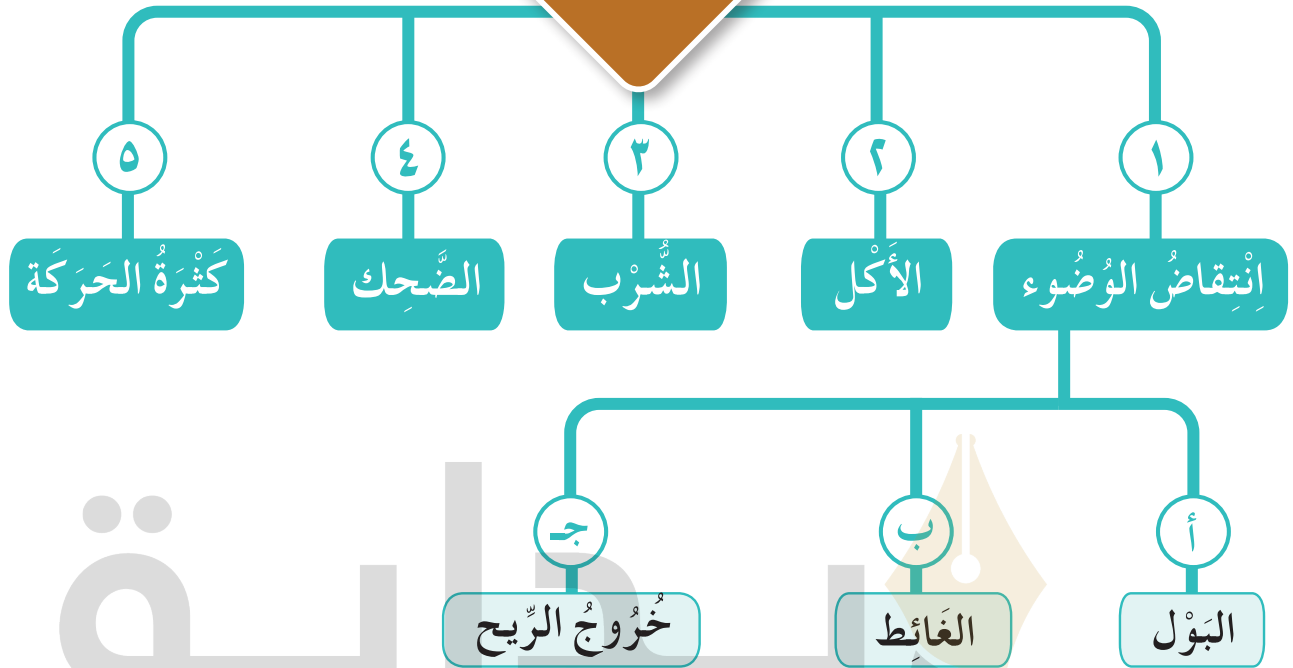 ١
٢
٣
٤
٥
اِنْتِقاضُ الوُضُوء
الأَكْل
الشُّرْب
الضَّحِك
كَثْرَةُ الحَرَكَة
أ
ب
جـ
البَوْل
الغَائِط
خُرُوجُ الرِّيح
بداية